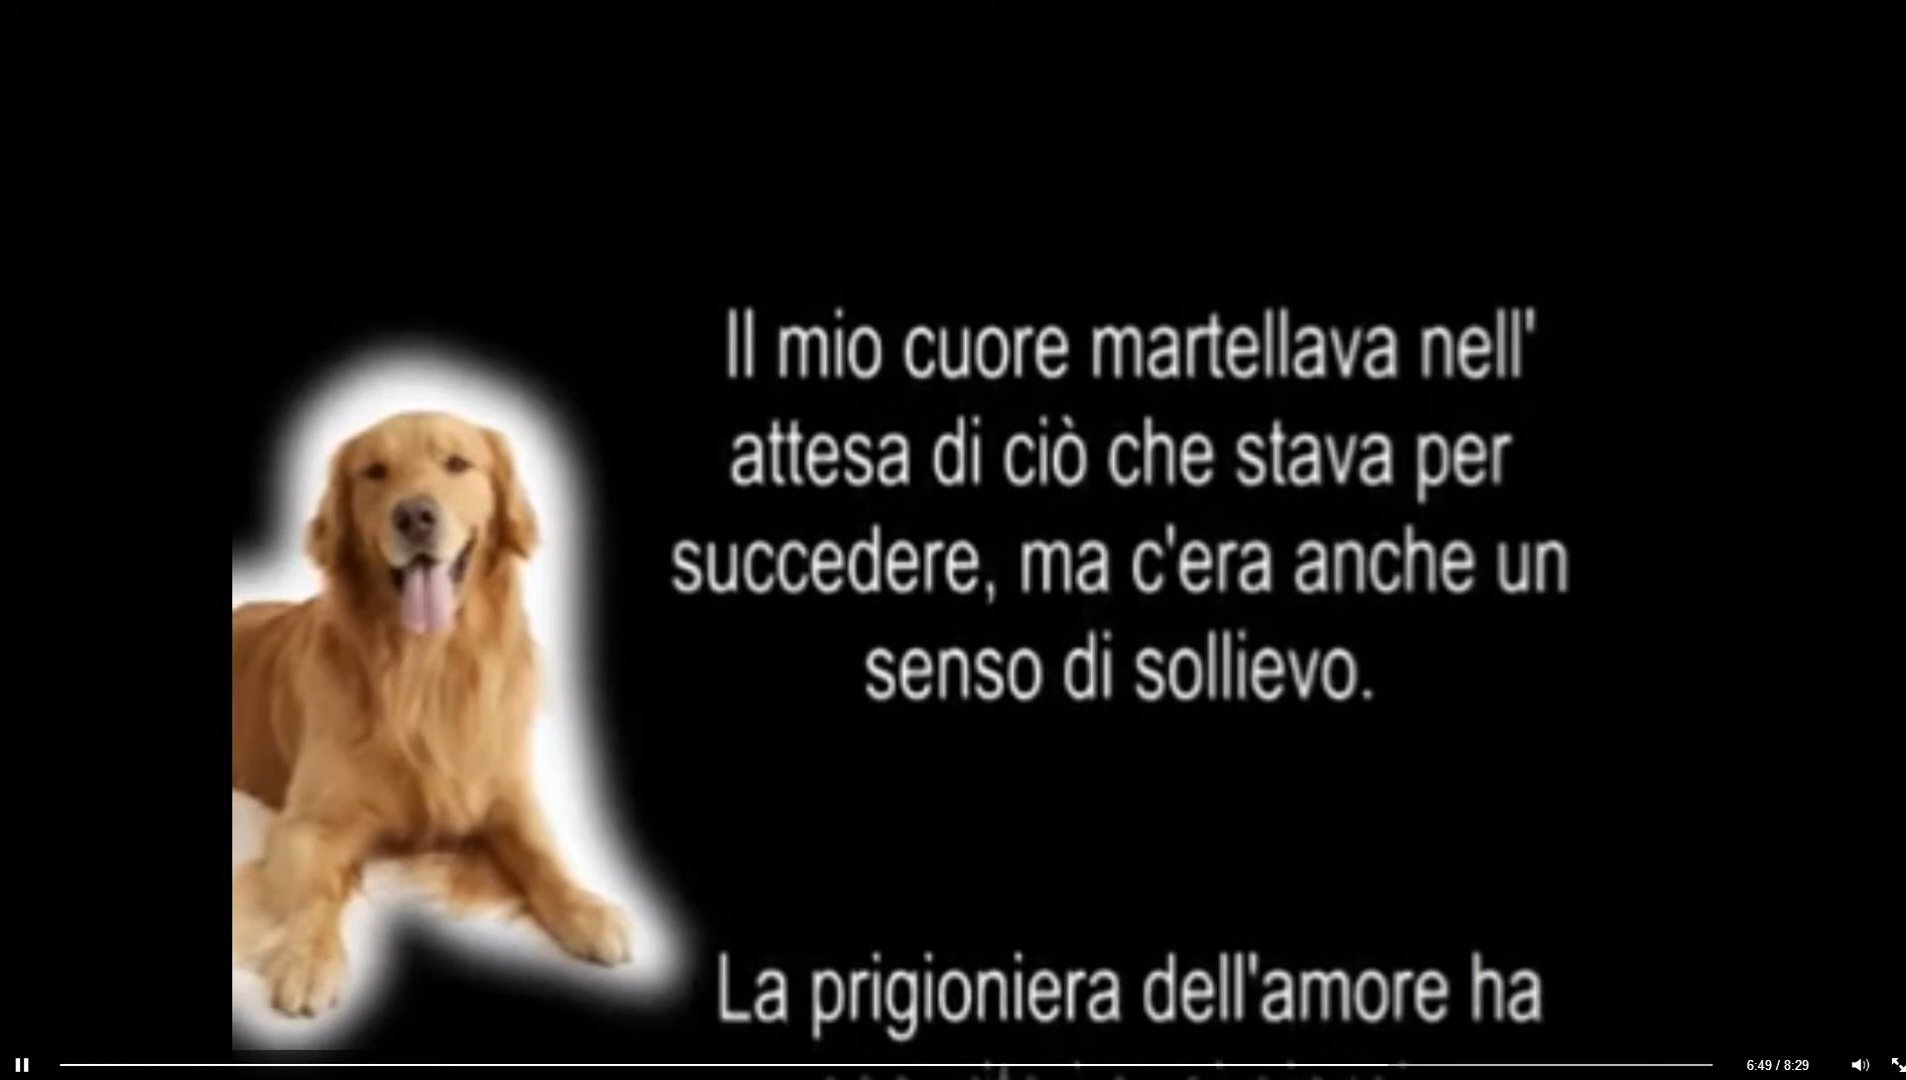 Il mio cuore martellava nell'
attesa di ciò che stava per
succedere, ma c'era anche un
senso di sollievo.
La prigioniera dell'amore ha
6:49 / 8:29